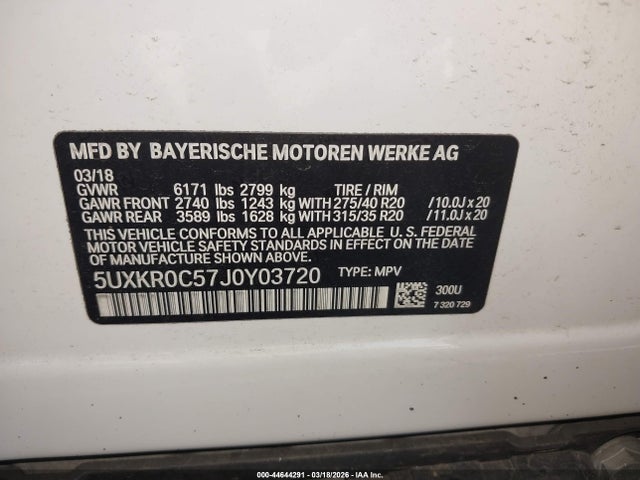 MFD BY BAYERISCHE MOTOREN WERKE AG
03/18
GVWR 6171 lbs 2799 kg TIRE / RIM
GAWR FRONT 2740 lbs 1243 kg WITH 275/40 R20 /10.0J x 20
GAWR REAR 3589 lbs 1628 kg WITH 315/35 R20 /11.0J x 20
THIS VEHICLE CONFORMS TO ALL APPLICABLE U. S. FEDERAL
MOTOR VEHICLE SAFETY STANDARDS IN EFFECT ON THE DATE OF
MANUFACTURE SHOWN ABOVE.
5UXKR0C57J0Y03720 TYPE: MPV
300U
7 320 729
000-44644291 - 03/18/2026 - IAA Inc.